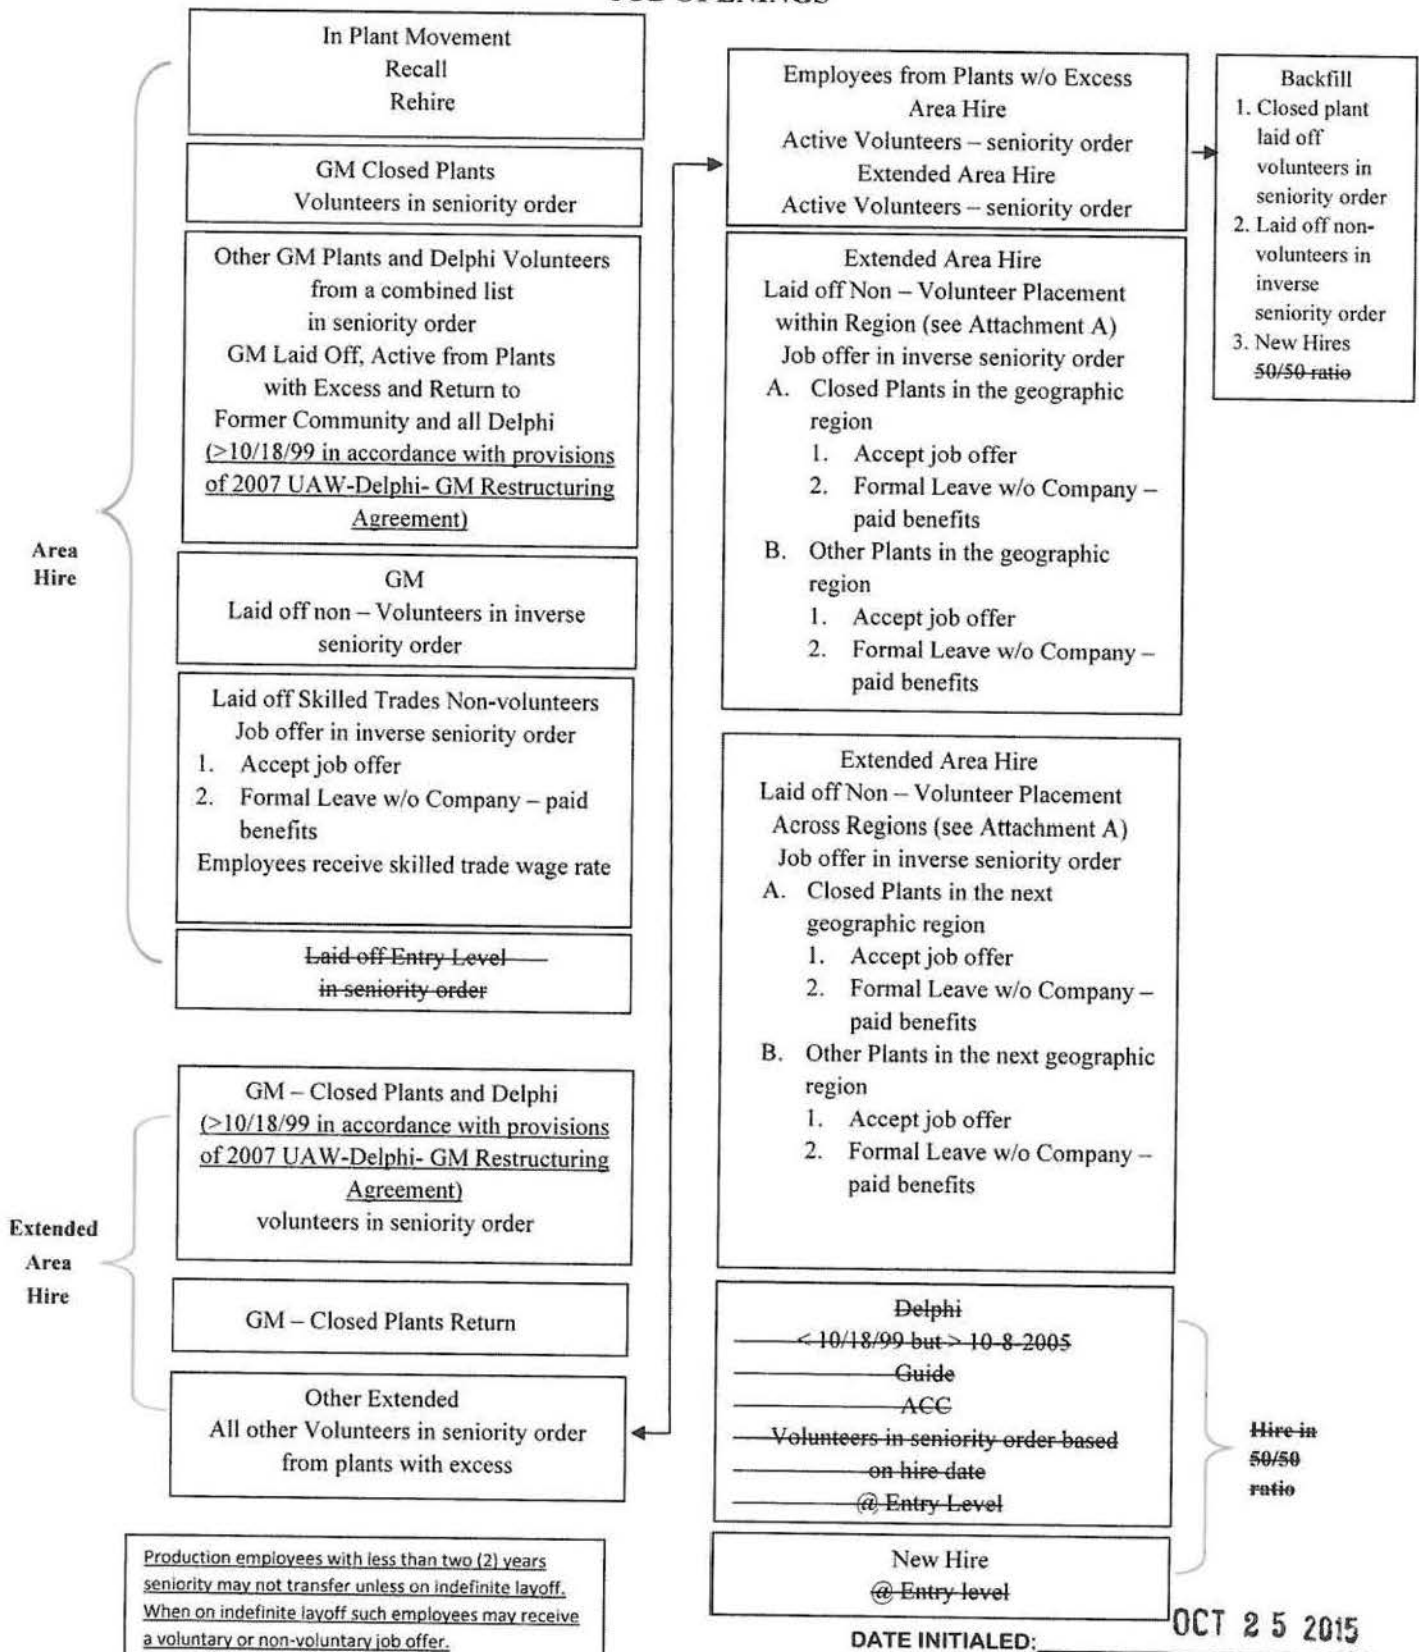 In Plant Movement
Recall
Rehire
GM Closed Plants
Volunteers in seniority order
Other GM Plants and Delphi Volunteers
from a combined list
in seniority order
GM Laid Off, Active from Plants
with Excess and Return to
Former Community and all Delphi
(>10/18/99 in accordance with provisions
of 2007 UAW-Delphi- GM Restructuring
Agreement)
Area
Hire
GM
Laid off non – Volunteers in inverse
seniority order
Laid off Skilled Trades Non-volunteers
Job offer in inverse seniority order
1. Accept job offer
2. Formal Leave w/o Company – paid
benefits
Employees receive skilled trade wage rate
Laid off Entry Level
in seniority order
GM – Closed Plants and Delphi
(>10/18/99 in accordance with provisions
of 2007 UAW-Delphi- GM Restructuring
Agreement)
volunteers in seniority order
Extended
Area
Hire
GM – Closed Plants Return
Other Extended
All other Volunteers in seniority order
from plants with excess
Production employees with less than two (2) years
seniority may not transfer unless on indefinite layoff.
When on indefinite layoff such employees may receive
a voluntary or non-voluntary job offer.
Employees from Plants w/o Excess
Area Hire
Active Volunteers – seniority order
Extended Area Hire
Active Volunteers – seniority order
Backfill
1. Closed plant
laid off
volunteers in
seniority order
2. Laid off non-
volunteers in
inverse
seniority order
3. New Hires
50/50 ratio
Extended Area Hire
Laid off Non – Volunteer Placement
within Region (see Attachment A)
Job offer in inverse seniority order
A. Closed Plants in the geographic
region
1. Accept job offer
2. Formal Leave w/o Company –
paid benefits
B. Other Plants in the geographic
region
1. Accept job offer
2. Formal Leave w/o Company –
paid benefits
Extended Area Hire
Laid off Non – Volunteer Placement
Across Regions (see Attachment A)
Job offer in inverse seniority order
A. Closed Plants in the next
geographic region
1. Accept job offer
2. Formal Leave w/o Company –
paid benefits
B. Other Plants in the next geographic
region
1. Accept job offer
2. Formal Leave w/o Company –
paid benefits
Delphi
< 10/18/99 but > 10-8-2005
Guide
ACC
Volunteers in seniority order based
on hire date
@ Entry Level
Hire in
50/50
ratio
New Hire
@ Entry level
OCT 25 2015
DATE INITIALED: